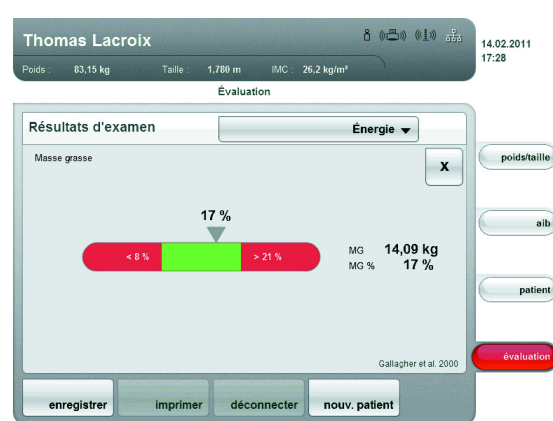 Thomas Lacroix
14.02.2011
17:28
Poids : 83,15 kg Taille : 1,780 m IMC : 26,2 kg/m²
Évaluation
Résultats d'examen
Énergie
Masse grasse
X
17 %
< 8 % > 21 %
MG 14,09 kg
MG % 17 %
Gallagher et al. 2000
poids/taille
aib
patient
évaluation
enregistrer imprimer déconnecter nouv. patient